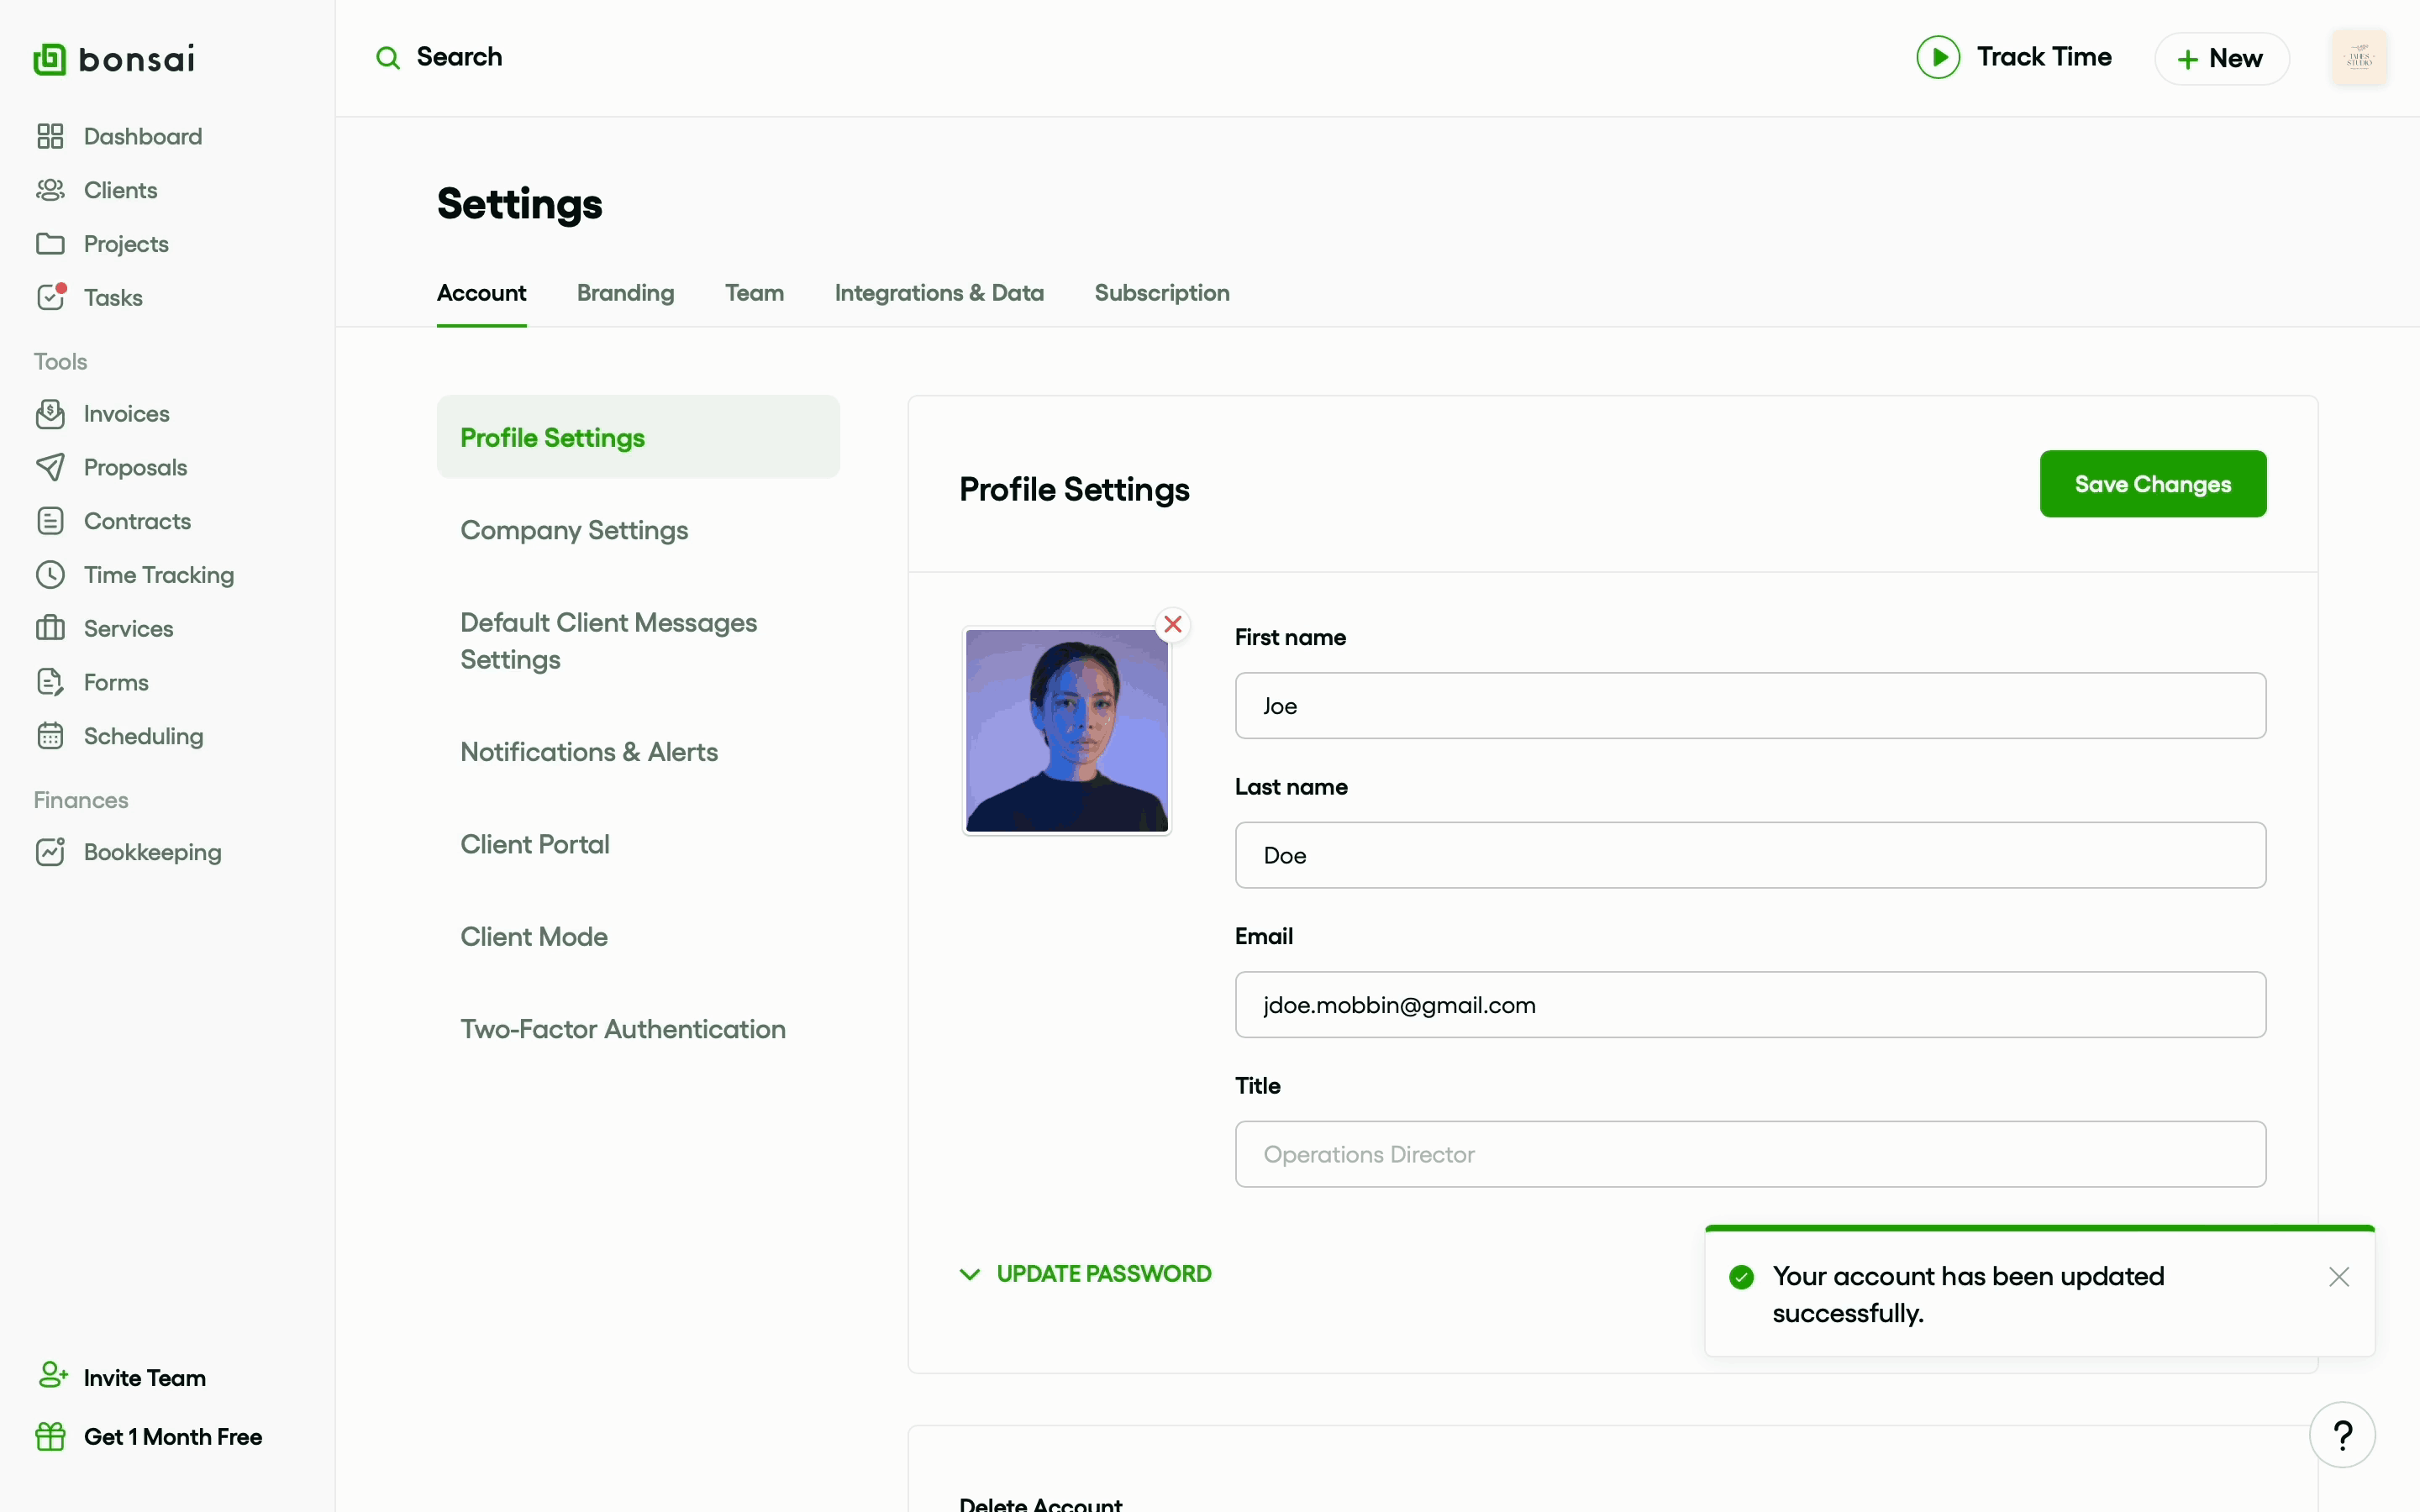 bonsai
Search
Track Time
New
JAMES
STUDIO
Dashboard
Clients
Projects
Tasks
Tools
Invoices
Proposals
Contracts
Time Tracking
Services
Forms
Scheduling
Finances
Bookkeeping
Invite Team
Get 1 Month Free
Settings
Account
Branding
Team
Integrations & Data
Subscription
Profile Settings
Company Settings
Default Client Messages
Settings
Notifications & Alerts
Client Portal
Client Mode
Two-Factor Authentication
Profile Settings
Save Changes
First name
Joe
Last name
Doe
Email
jdoe.mobbin@gmail.com
Title
Operations Director
UPDATE PASSWORD
Your account has been updated
successfully.
?
Delete Account